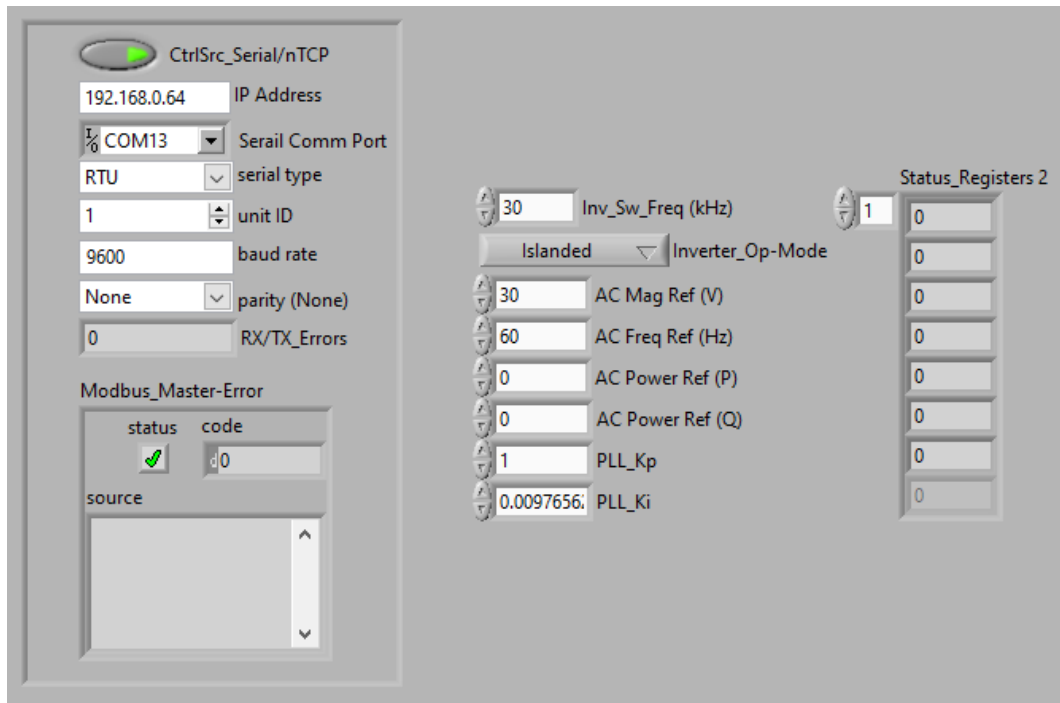 CtrlSrc_Serial/nTCP
192.168.0.64 IP Address
I/O COM13 Serail Comm Port
RTU serial type
1 unit ID
9600 baud rate
None parity (None)
0 RX/TX_Errors
Modbus_Master-Error
status code
d 0
source
30 Inv_Sw_Freq (kHz)
Islanded Inverter_Op-Mode
30 AC Mag Ref (V)
60 AC Freq Ref (Hz)
0 AC Power Ref (P)
0 AC Power Ref (Q)
1 PLL_Kp
0.0097656 PLL_Ki
Status_Registers 2
1 0
0
0
0
0
0
0
0